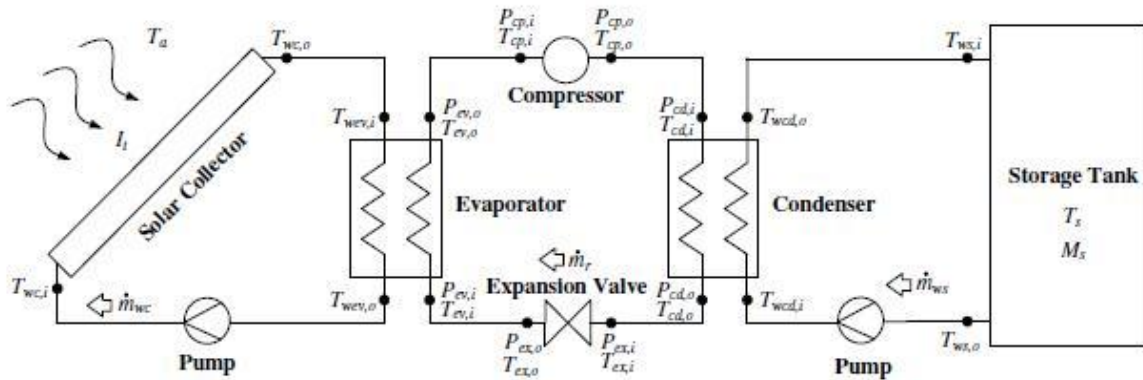 P_cp,i
T_cp,i
P_cp,o
T_cp,o
T_a
T_wc,o
T_ws,i
Compressor
P_ev,o
T_ev,o
P_cd,i
T_cd,i
T_wev,i
T_wcd,o
I_t
Solar Collector
Evaporator
Condenser
Storage Tank
T_s
M_s
ṁ_r
Expansion Valve
T_wc,i
ṁ_wc
T_wev,o
P_ev,i
T_ev,i
P_cd,o
T_cd,o
T_wcd,i
ṁ_ws
P_ex,o
T_ex,o
P_ex,i
T_ex,i
T_ws,o
Pump
Pump